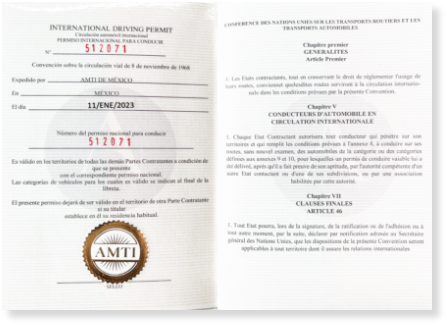 INTERNATIONAL DRIVING PERMIT
Circulación automóvil internacional
PERMISO INTERNACIONAL PARA CONDUCIR
N° 512071
Convención sobre la circulación vial de 8 de noviembre de 1968
Expedido por AMTI DE MÉXICO
En MÉXICO
El día 11/ENE/2023
Número del permiso nacional para conducir
512071
Es válido en los territorios de todas las demás Partes Contratantes a condición de
que se presente
con el correspondiente permiso nacional.
Las categorías de vehículos para los cuales es válido se indican al final de la
libreta.
El presente permiso dejará de ser válido en el territorio de otra Parte Contratante
si su titular
establece en él su residencia habitual.
AMTI
SELLO
CONFERENCE DES NATIONS UNIES SUR LES TRANSPORTS ROUTIERS ET LES
TRANSPORTS AUTOMOBILES
Chapitre premier
GENERALITES
Article Premier
1. Les Etats contractants, tout en conservant le droit de reglementer l'usage de
leurs routes, conviennent quelles routes serviront à la circulation internatio-
nale dans les conditions prévues par la présente Convention.
Chapitre V
CONDUCTEURS D'AUTOMOBILE EN
CIRCULATION INTERNATIONALE
1. Chaque Etat Contractant autorisera tout conducteur qui pénètre sur son
territoire et qui remplit les conditions prévues à l'annexe 8, à conduire sur ses
routes, sans nouvel examen, des automobiles de la catégorie ou des catégories
définies aux annexes 9 et 10, pour lesquelles un permis de conduire valable lui a
été délivré, après qu'il a fait preuve de son aptitude, par l'autorité compétente d'un
autre Etat contactant ou d'une de ses subdivisions, ou par une association
habilitée par cette autorité.
Chapitre VII
CLAUSES FINALES
ARTICLE 46
1. Tout Etat pourra, lors de la signature, de la ratification ou de l'adhésion ou à
tout autre moment, par la suite, déclarer par notification adressée au Secrétaire
général des Nations Unies, que les dispositions de la présente Convention seront
applicables à tout territoire dont il assure les relations internationales